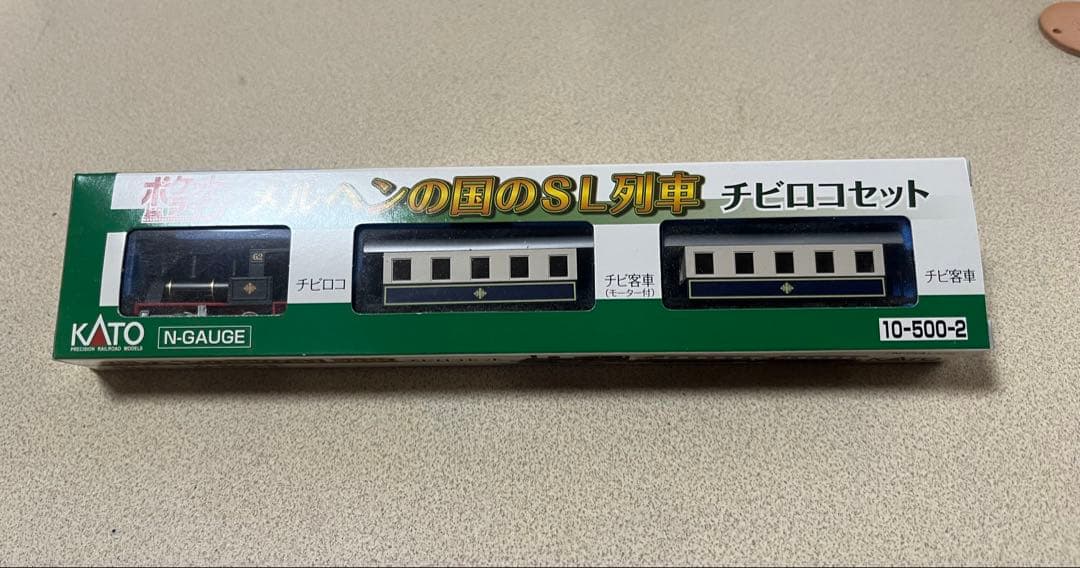 メルヘンの国のSL列車 チビロコセット
62
チビロコ
チビ客車
(モーター付)
チビ客車
KATO
PRECISION RAILROAD MODELS
N-GAUGE
10-500-2